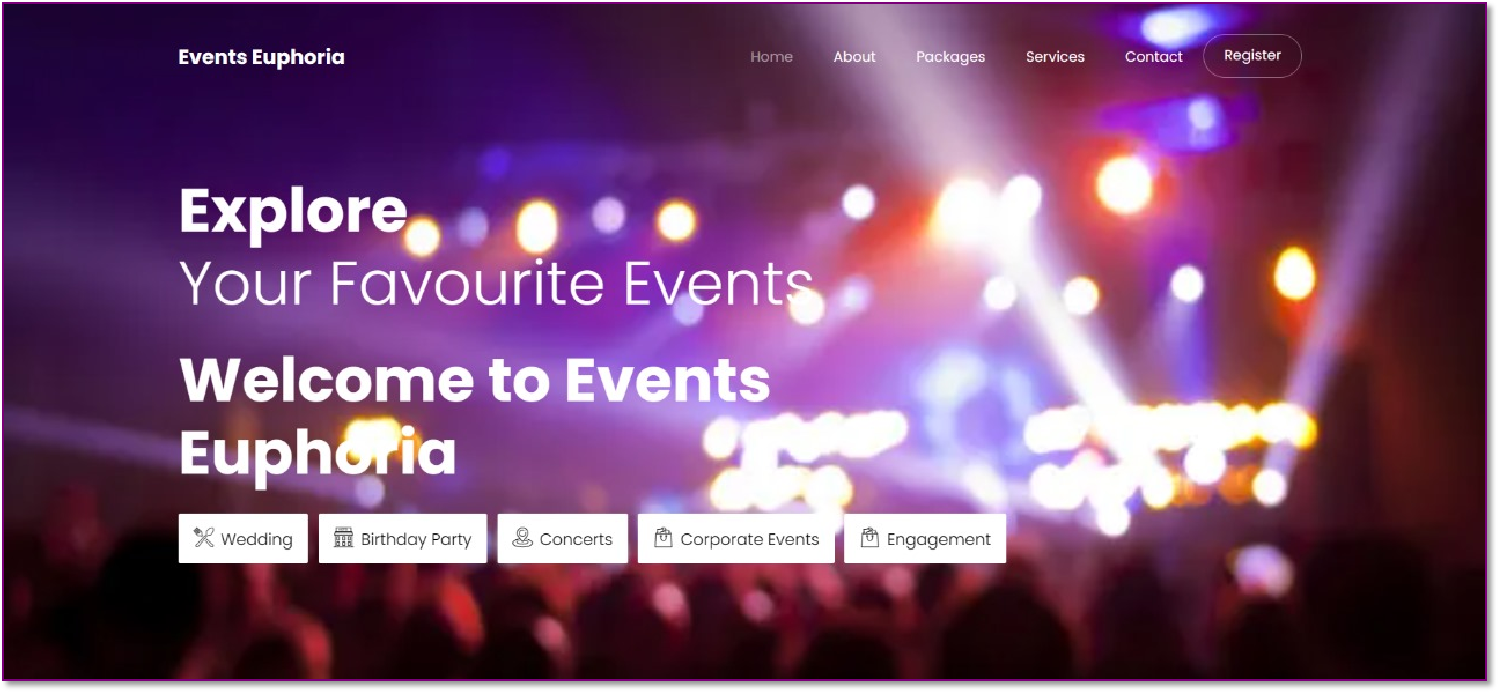 Events Euphoria
Home About Packages Services Contact Register
Explore
Your Favourite Events
Welcome to Events
Euphoria
Wedding Birthday Party Concerts Corporate Events Engagement